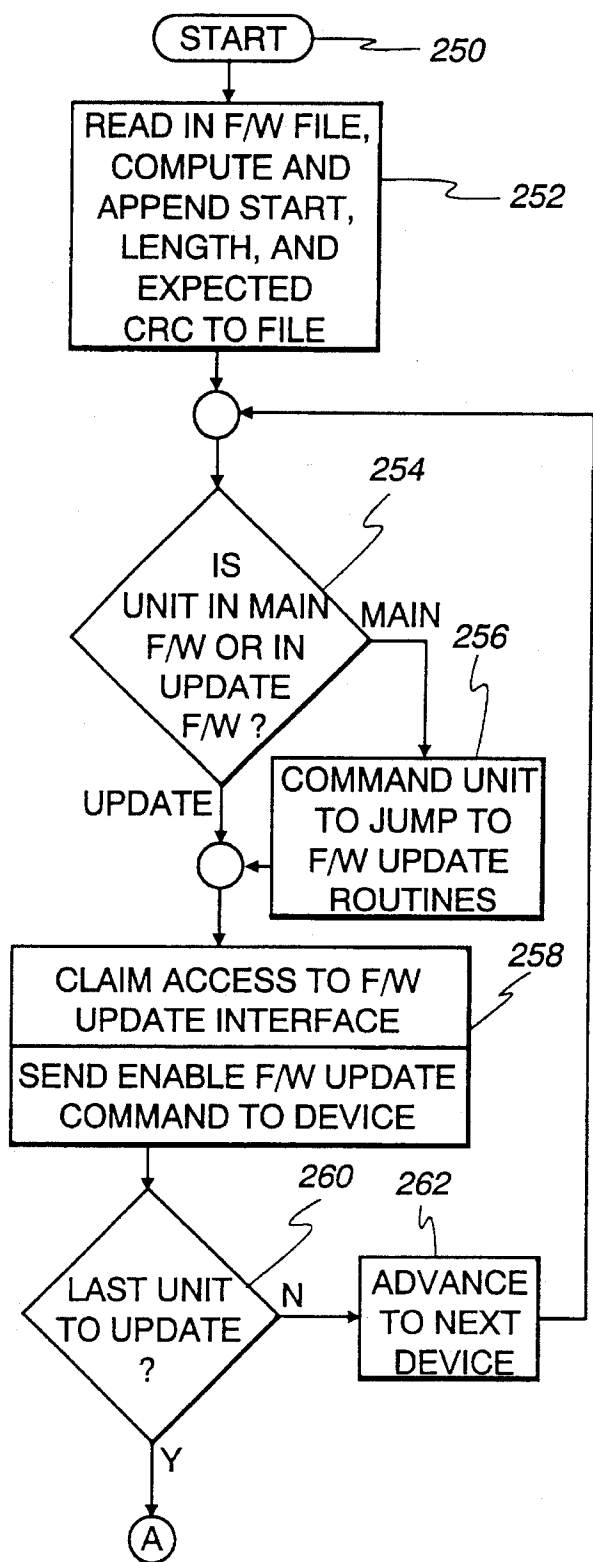 START
250
READ IN F/W FILE,
COMPUTE AND
APPEND START,
LENGTH, AND
EXPECTED
CRC TO FILE
252
254
IS
UNIT IN MAIN
F/W OR IN
UPDATE
F/W ?
MAIN
256
UPDATE
COMMAND UNIT
TO JUMP TO
F/W UPDATE
ROUTINES
258
CLAIM ACCESS TO F/W
UPDATE INTERFACE
SEND ENABLE F/W UPDATE
COMMAND TO DEVICE
260
262
LAST UNIT
TO UPDATE
?
N
ADVANCE
TO NEXT
DEVICE
Y
A